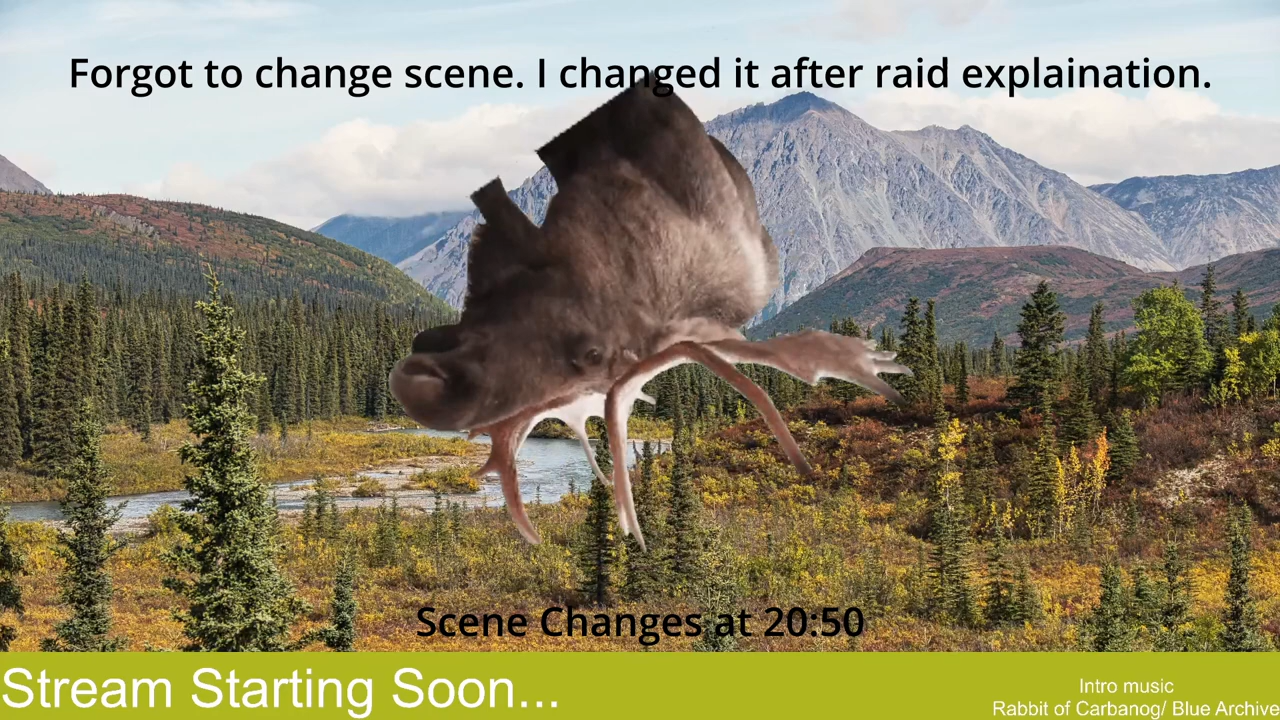 Forgot to change scene. I changed it after raid explaination.
Scene Changes at 20:50
Stream Starting Soon...
Intro music
Rabbit of Carbanog/ Blue Archive